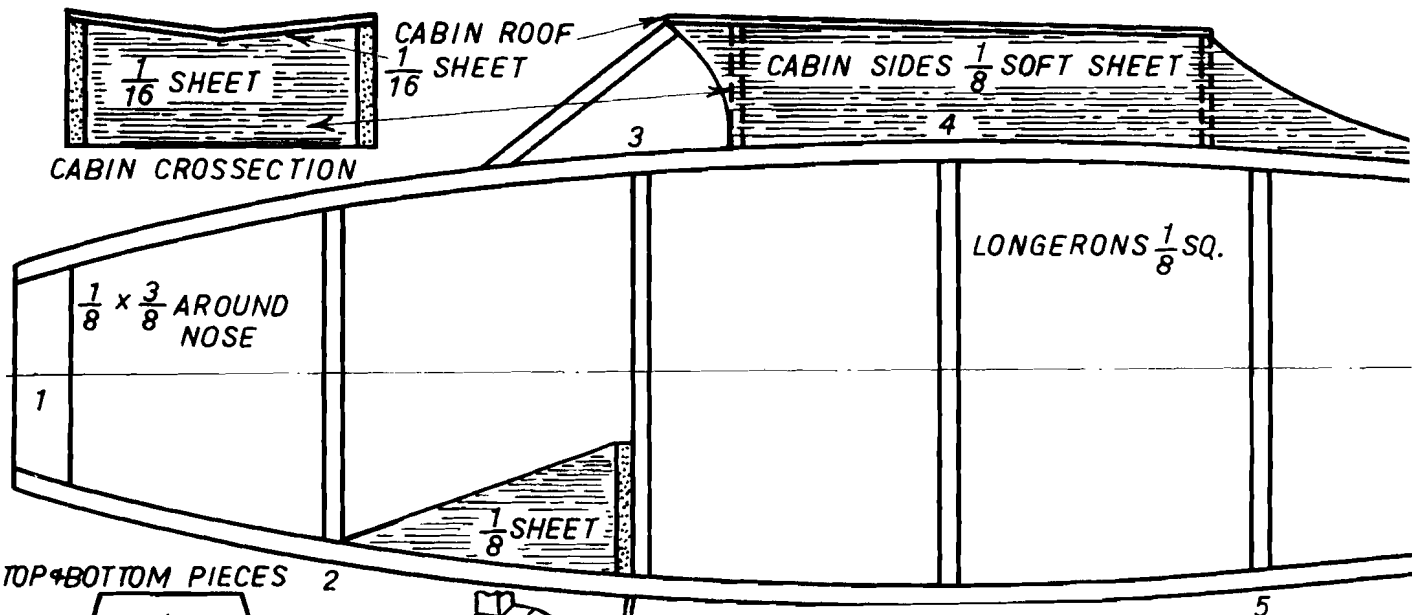 CABIN ROOF
1/16 SHEET
1/16 SHEET
CABIN CROSSECTION
CABIN SIDES 1/8 SOFT SHEET
3
4
LONGERONS 1/8 SQ.
1/8 x 3/8 AROUND
NOSE
1
1/8 SHEET
TOP & BOTTOM PIECES
2
5